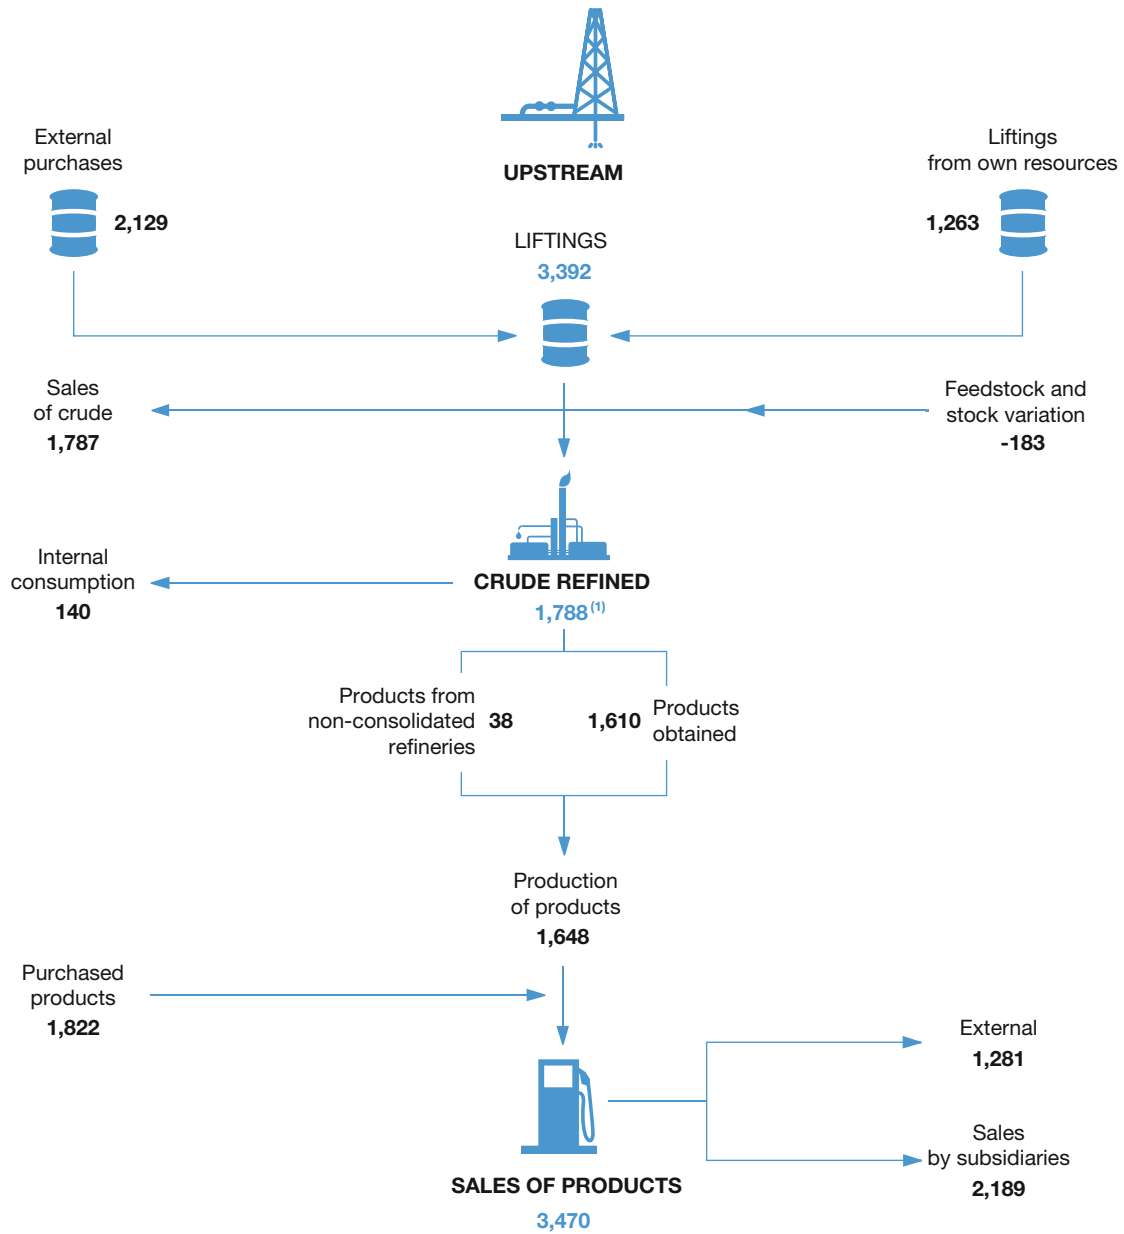 UPSTREAM
External
purchases
2,129
Liftings
from own resources
1,263
LIFTINGS
3,392
Sales
of crude
1,787
Feedstock and
stock variation
-183
Internal
consumption
140
CRUDE REFINED
1,788 (1)
Products from
non-consolidated
refineries
38
1,610
Products
obtained
Production
of products
1,648
Purchased
products
1,822
External
1,281
Sales
by subsidiaries
2,189
SALES OF PRODUCTS
3,470